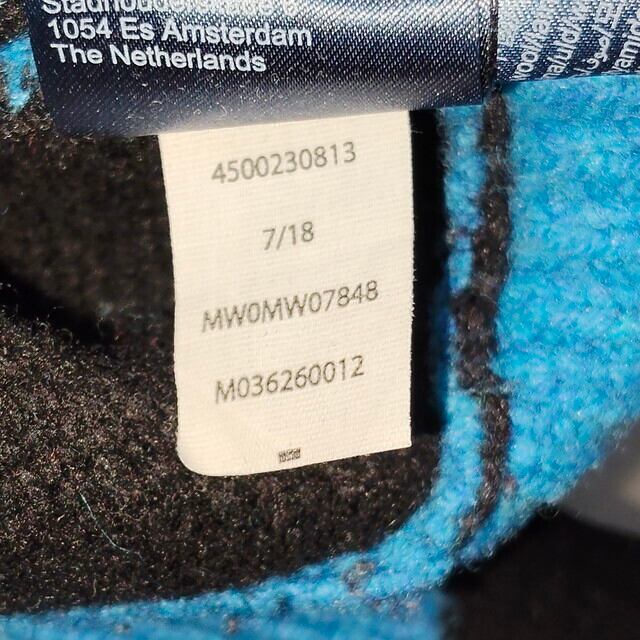 1054 Es Amsterdam
The Netherlands
4500230813
7/18
MW0MW07848
M036260012